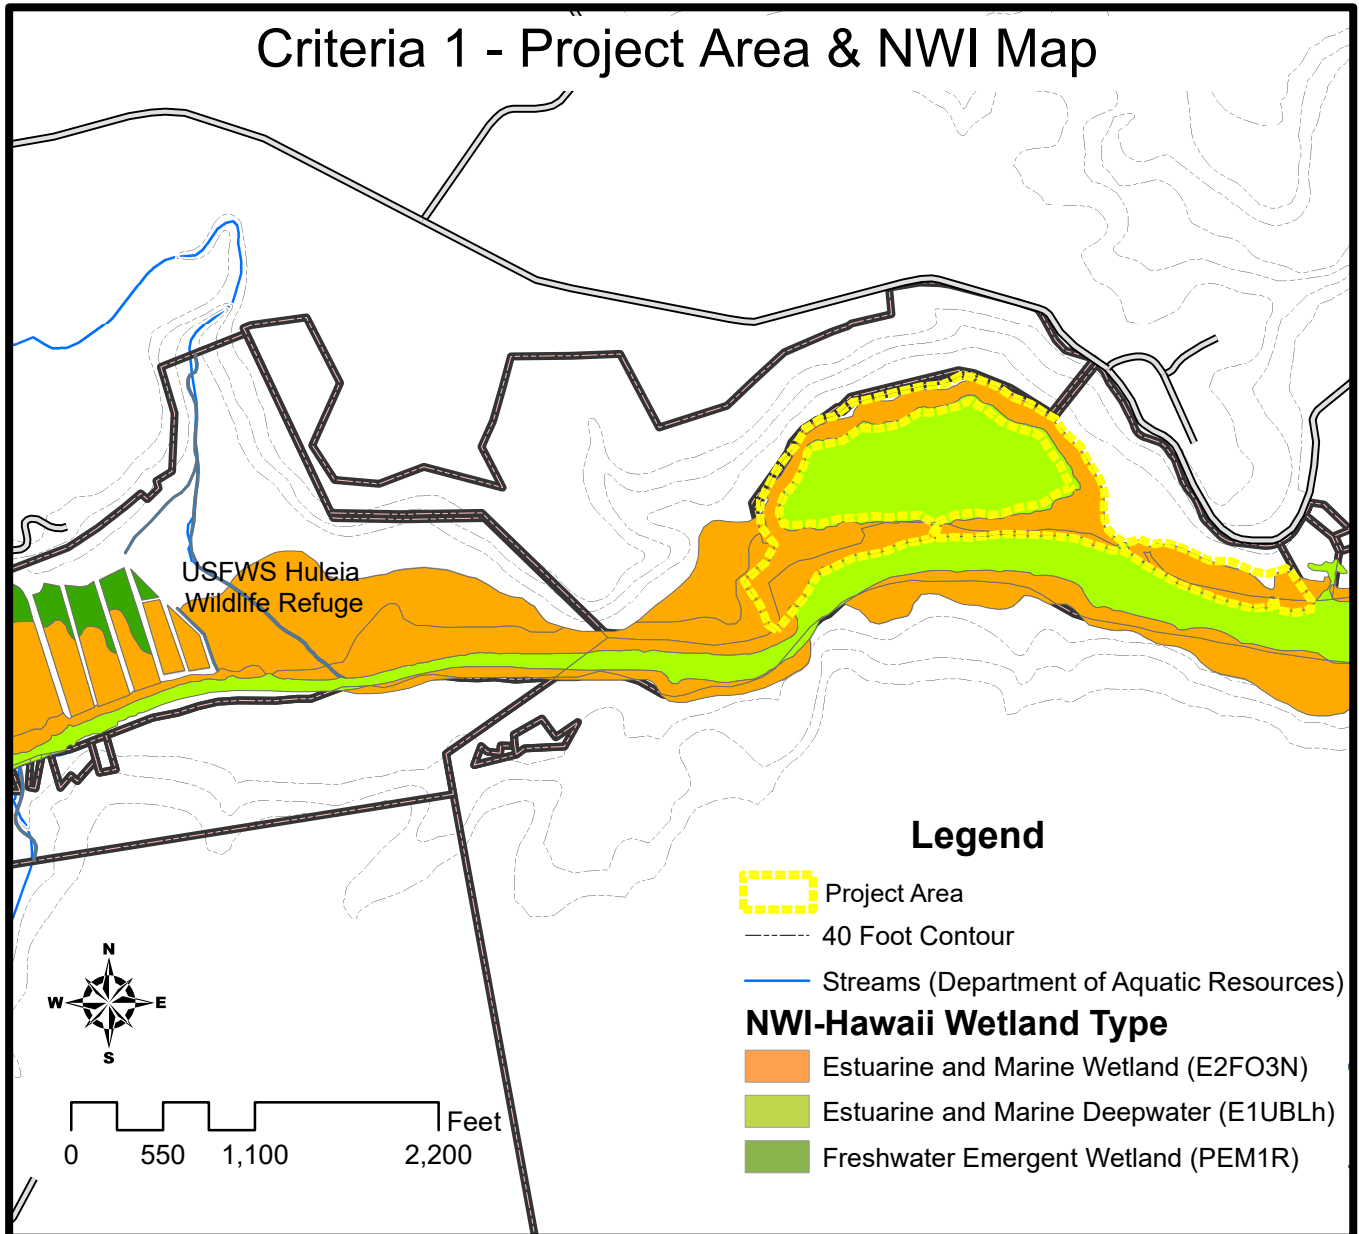 Criteria 1 - Project Area & NWI Map
USFWS Huleia
Wildlife Refuge
Legend
Project Area
40 Foot Contour
Streams (Department of Aquatic Resources)
NWI-Hawaii Wetland Type
Estuarine and Marine Wetland (E2FO3N)
Estuarine and Marine Deepwater (E1UBLh)
Freshwater Emergent Wetland (PEM1R)
N
W E
S
Feet
0 550 1,100 2,200